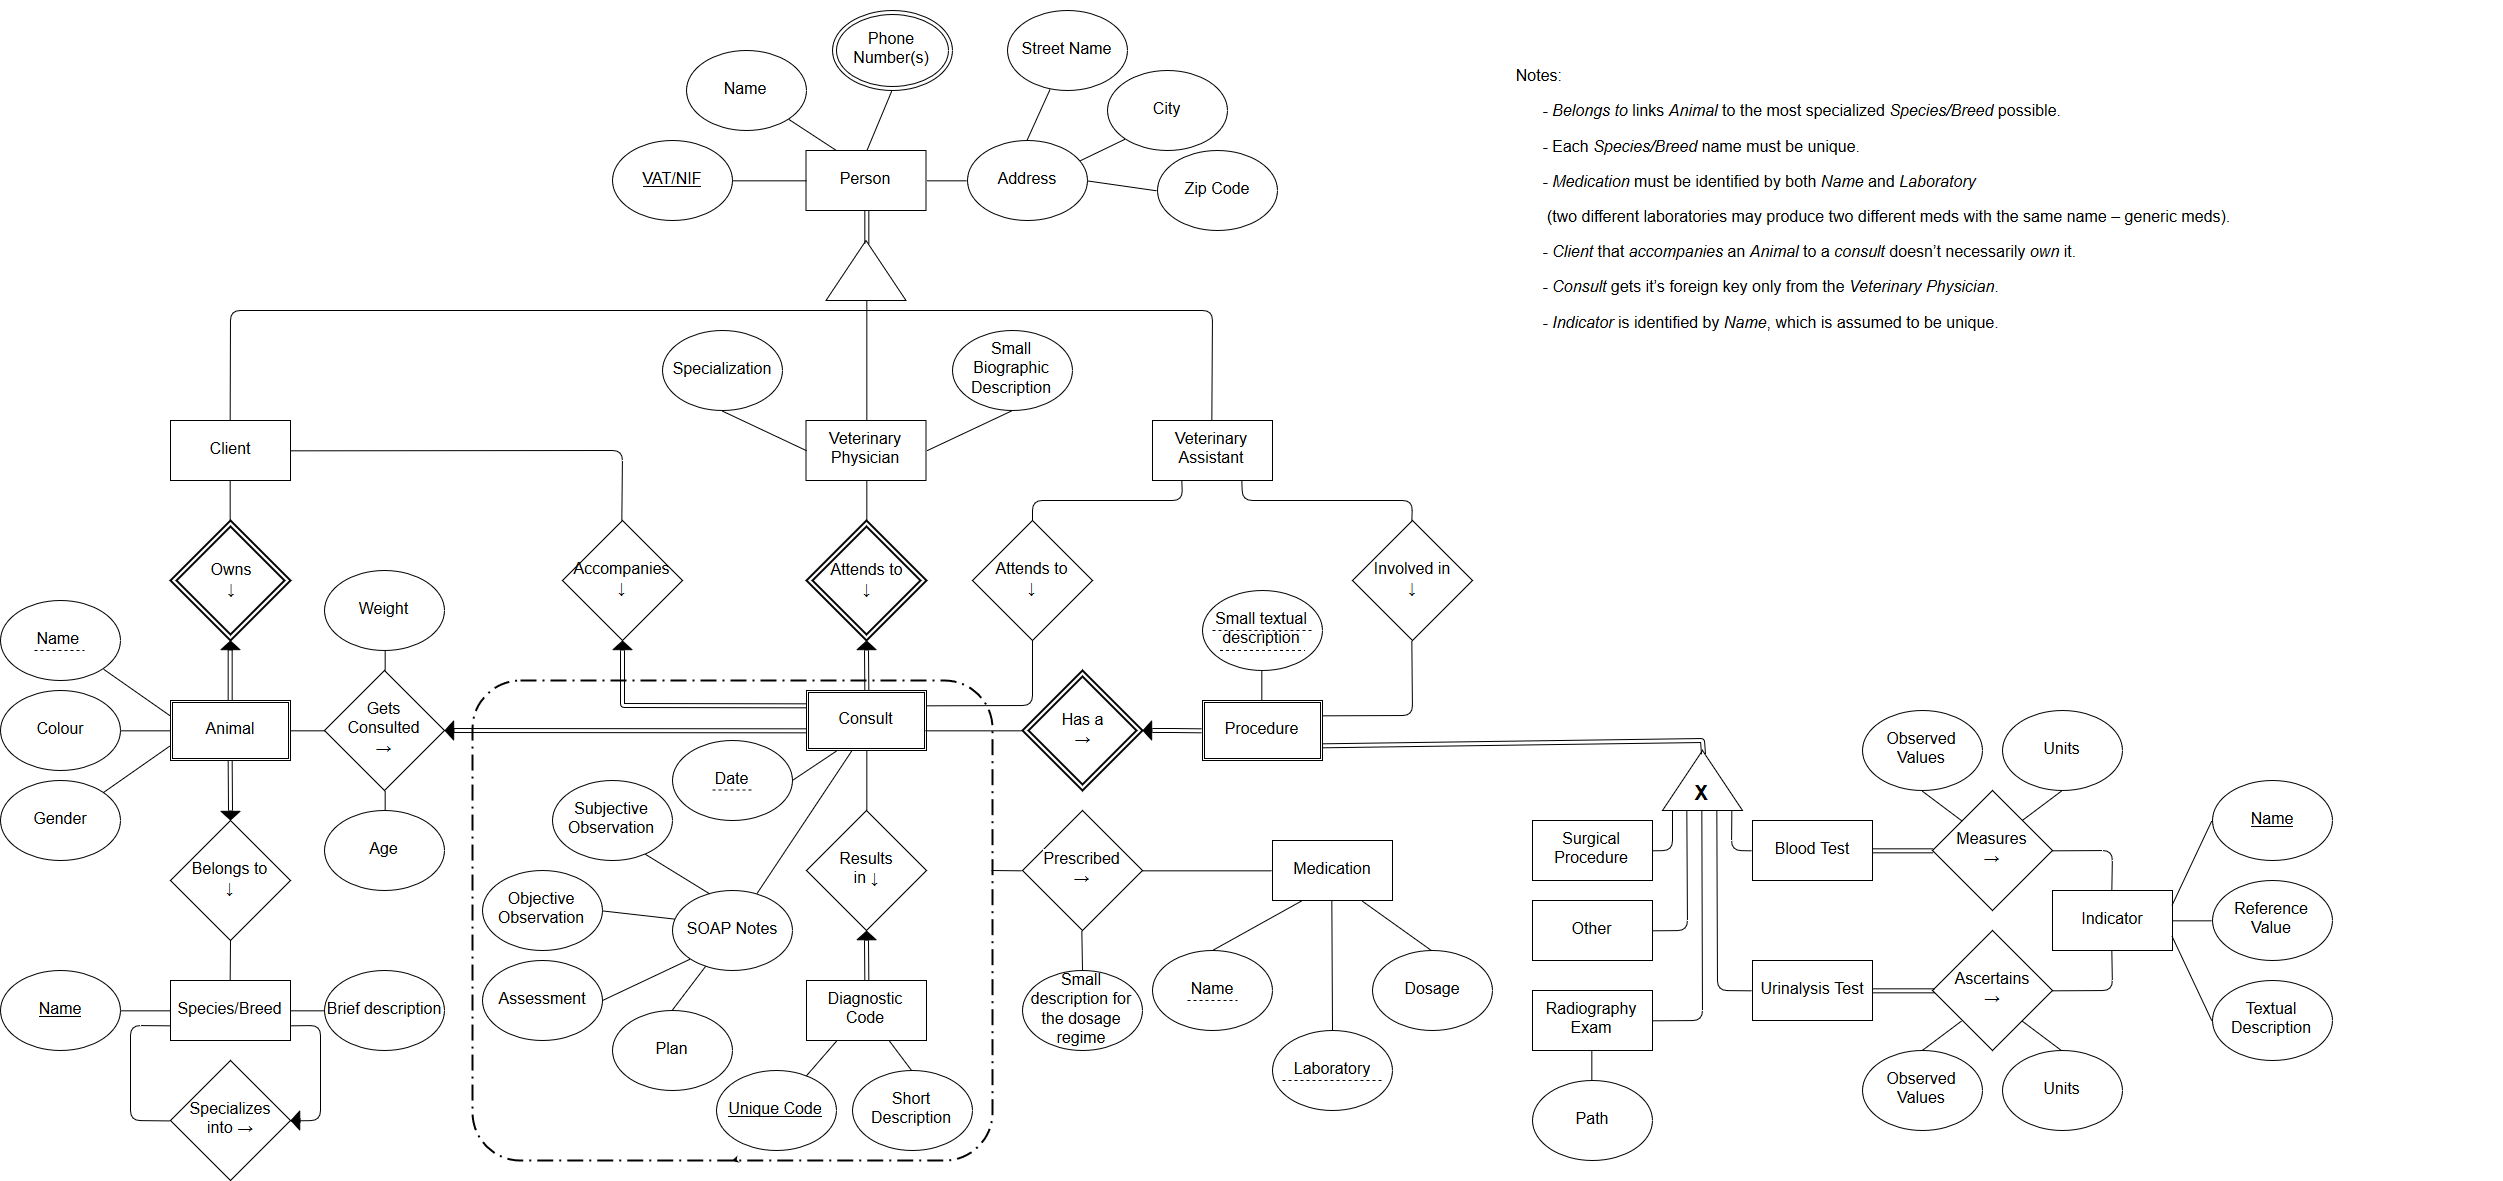 Phone
Number(s)
Street Name
Name
City
VAT/NIF
Person
Address
Zip Code
Notes:
- Belongs to links Animal to the most specialized Species/Breed possible.
- Each Species/Breed name must be unique.
- Medication must be identified by both Name and Laboratory
(two different laboratories may produce two different meds with the same name – generic meds).
- Client that accompanies an Animal to a consult doesn't necessarily own it.
- Consult gets it's foreign key only from the Veterinary Physician.
- Indicator is identified by Name, which is assumed to be unique.
Specialization
Small
Biographic
Description
Client
Veterinary
Physician
Veterinary
Assistant
Owns
↓
Accompanies
↓
Attends to
↓
Attends to
↓
Involved in
↓
Name
Weight
Small textual
description
Colour
Animal
Gets
Consulted
→
Consult
Has a
→
Procedure
Observed
Values
Units
Gender
Age
Date
Subjective
Observation
X
Belongs to
↓
Results
in ↓
Prescribed
→
Medication
Surgical
Procedure
Blood Test
Measures
→
Name
Objective
Observation
SOAP Notes
Other
Indicator
Reference
Value
Name
Species/Breed
Brief description
Assessment
Diagnostic
Code
Small
description for
the dosage
regime
Name
Dosage
Radiography
Exam
Urinalysis Test
Ascertains
→
Textual
Description
Plan
Laboratory
Specializes
into →
Unique Code
Short
Description
Path
Observed
Values
Units